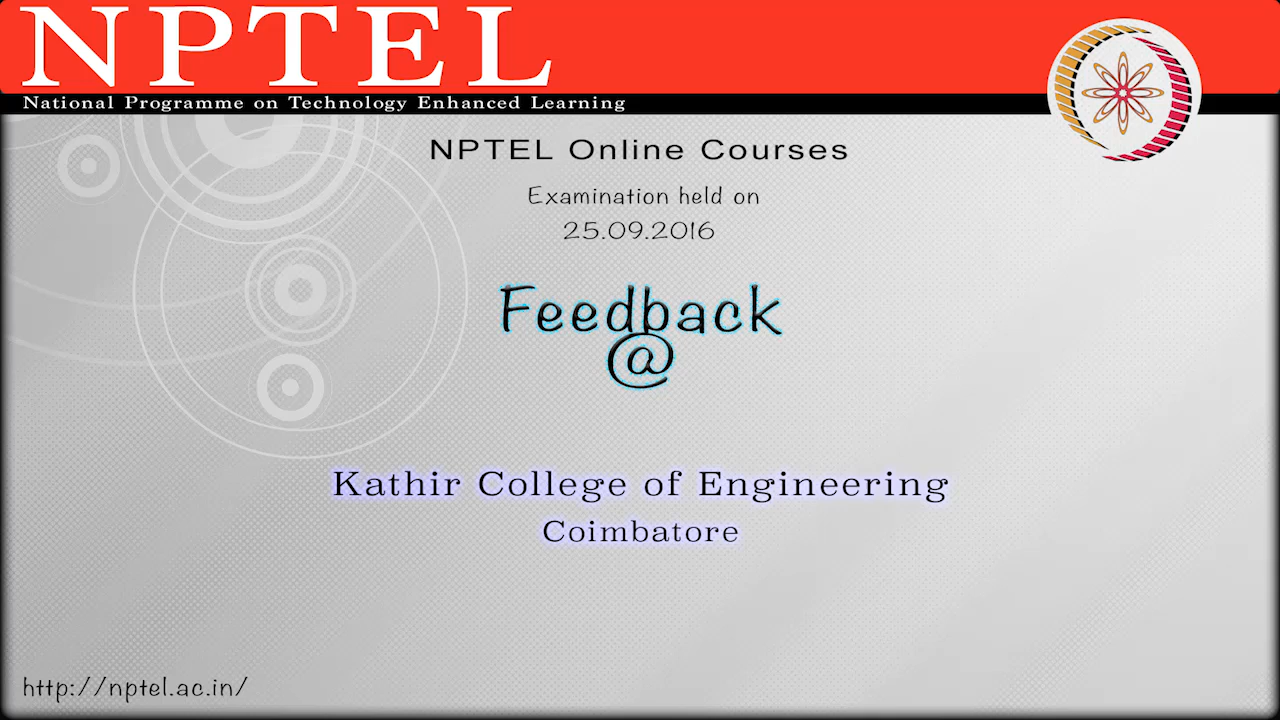 NPTEL
National Programme on Technology Enhanced Learning
NPTEL Online Courses
Examination held on
25.09.2016
Feedback
@
Kathir College of Engineering
Coimbatore
http://nptel.ac.in/